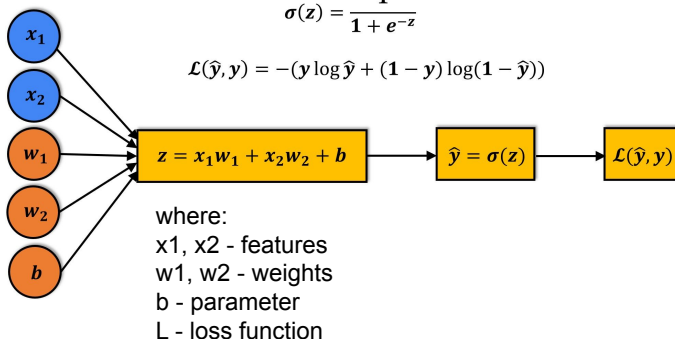 σ(z) = 1 / (1 + e^{-z})
ℒ(ŷ, y) = −(y log ŷ + (1 − y) log(1 − ŷ))
x₁
x₂
w₁
w₂
b
z = x₁w₁ + x₂w₂ + b
ŷ = σ(z)
ℒ(ŷ, y)
where:
x1, x2 - features
w1, w2 - weights
b - parameter
L - loss function